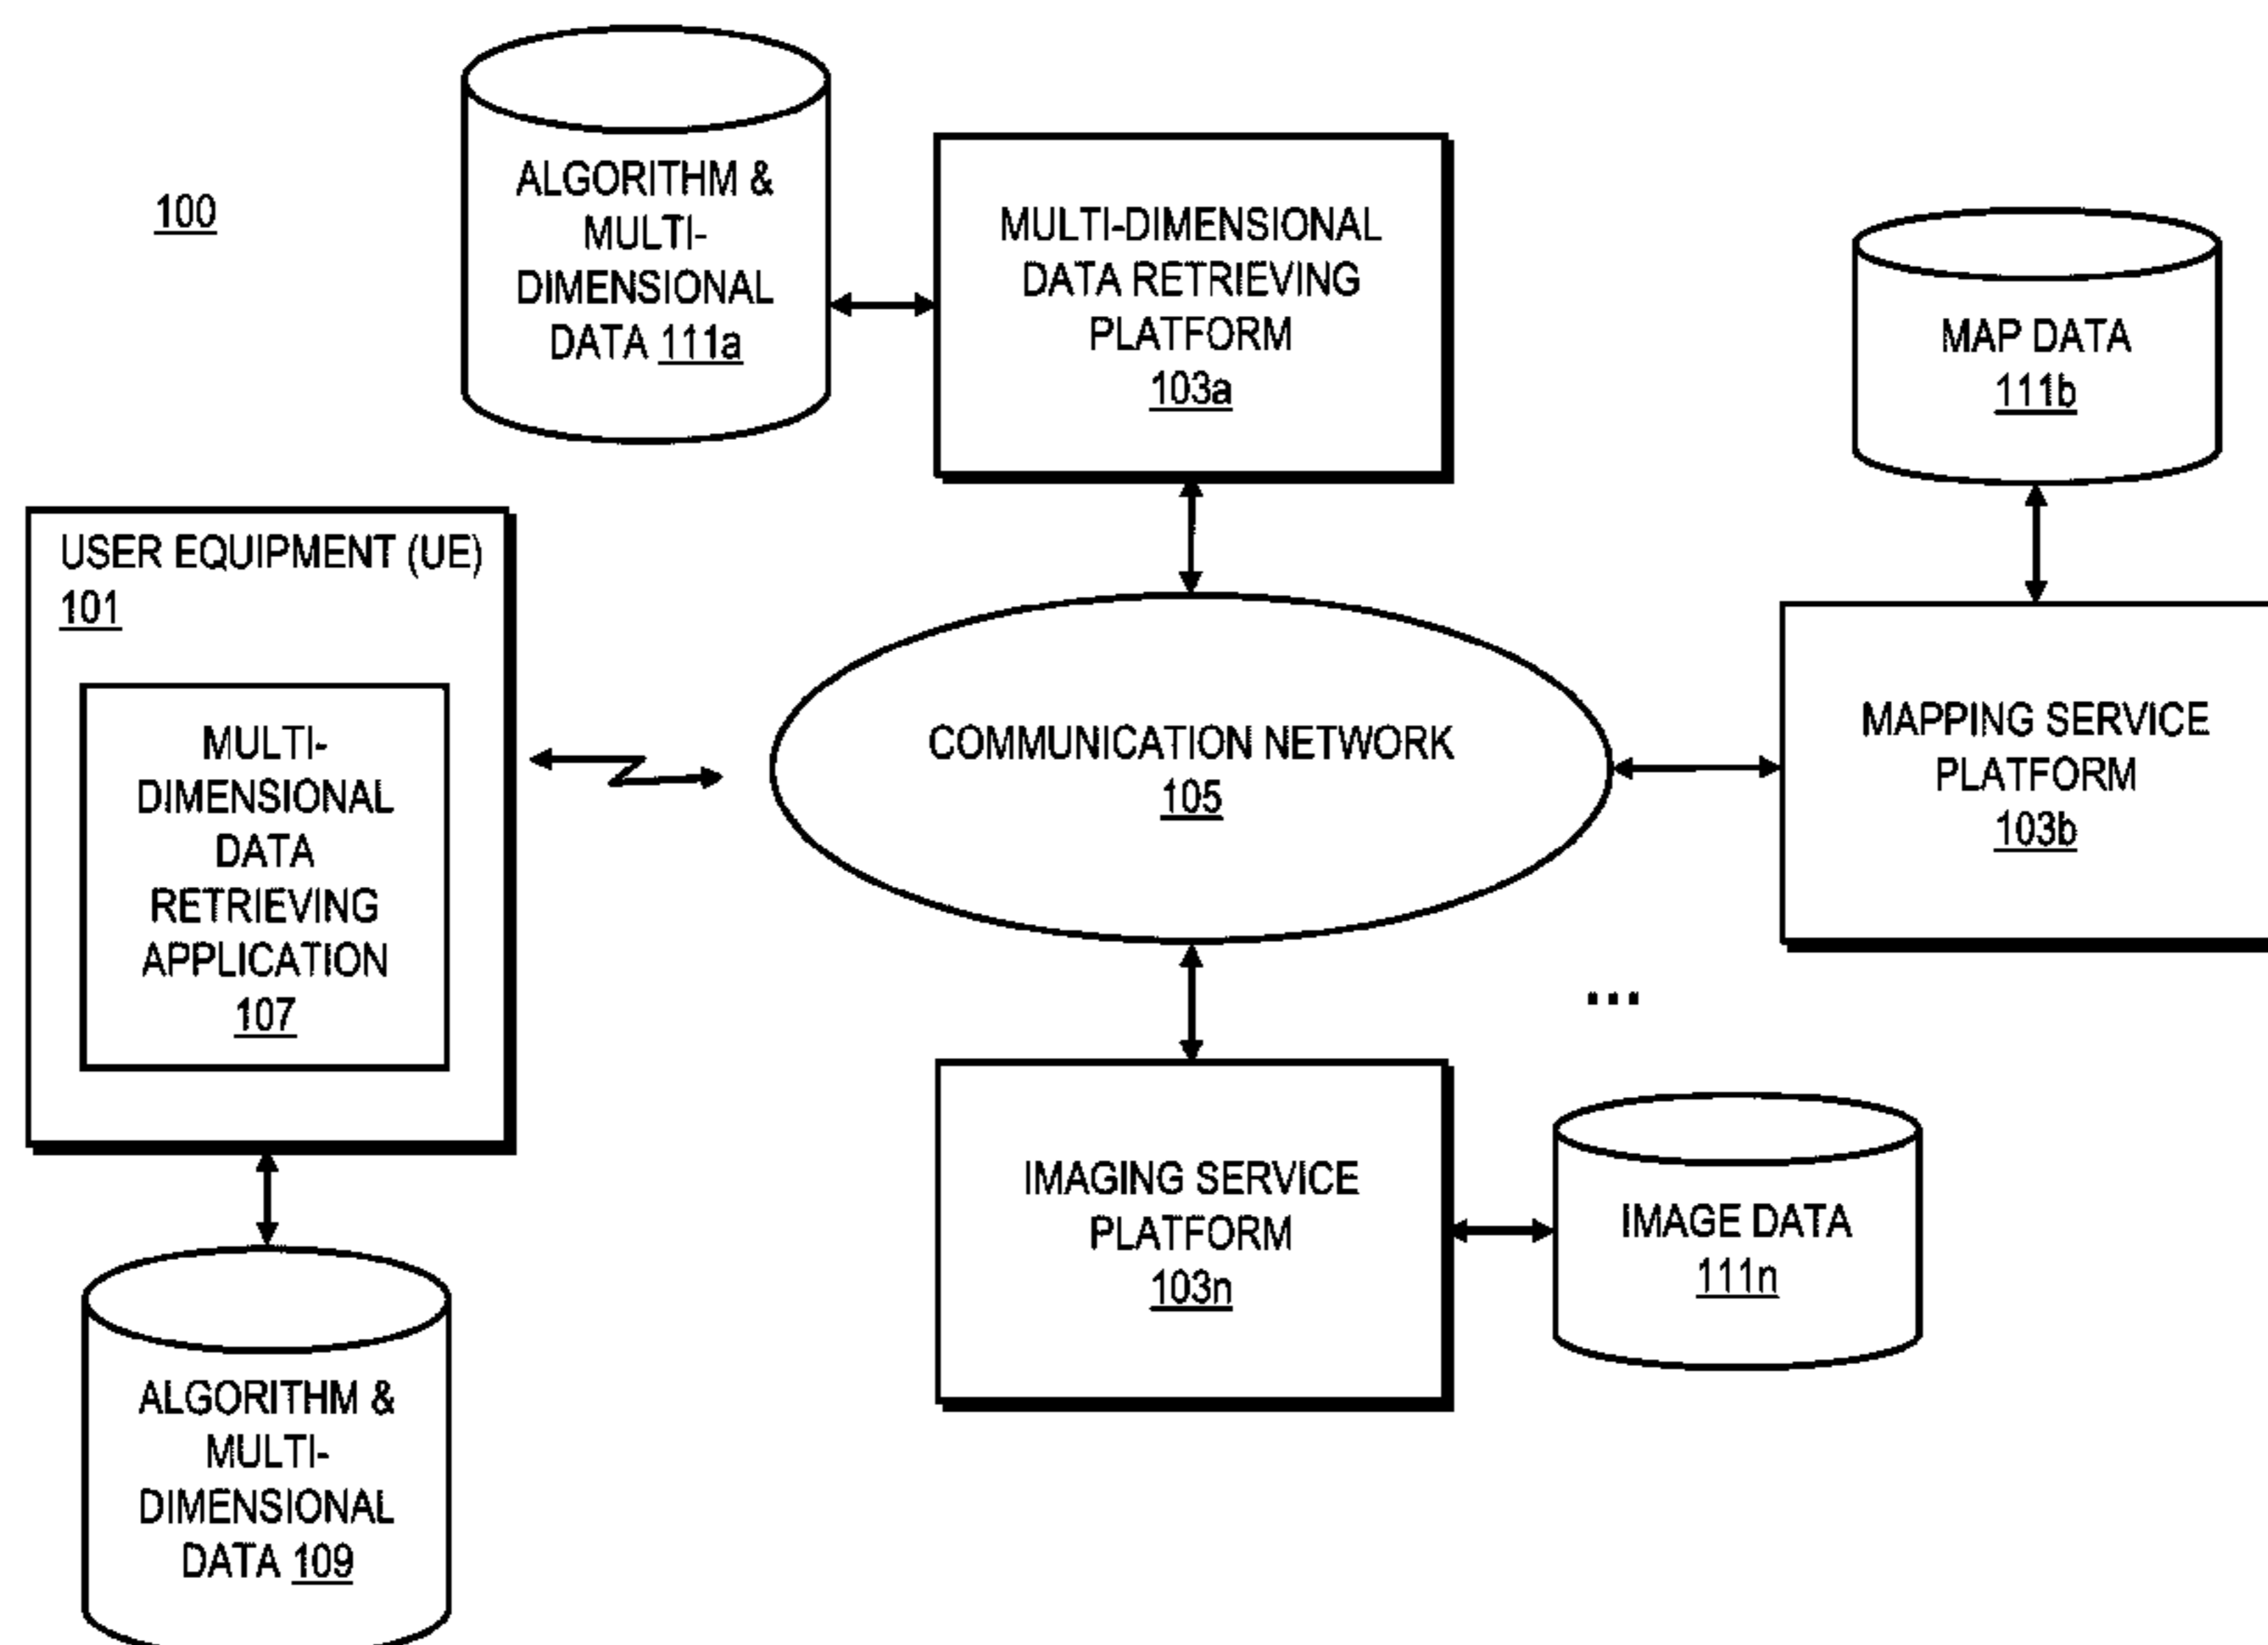 100
ALGORITHM &
MULTI-
DIMENSIONAL
DATA 111a
MULTI-DIMENSIONAL
DATA RETRIEVING
PLATFORM
103a
MAP DATA
111b
USER EQUIPMENT (UE)
101
MULTI-
DIMENSIONAL
DATA
RETRIEVING
APPLICATION
107
COMMUNICATION NETWORK
105
MAPPING SERVICE
PLATFORM
103b
...
IMAGING SERVICE
PLATFORM
103n
IMAGE DATA
111n
ALGORITHM &
MULTI-
DIMENSIONAL
DATA 109